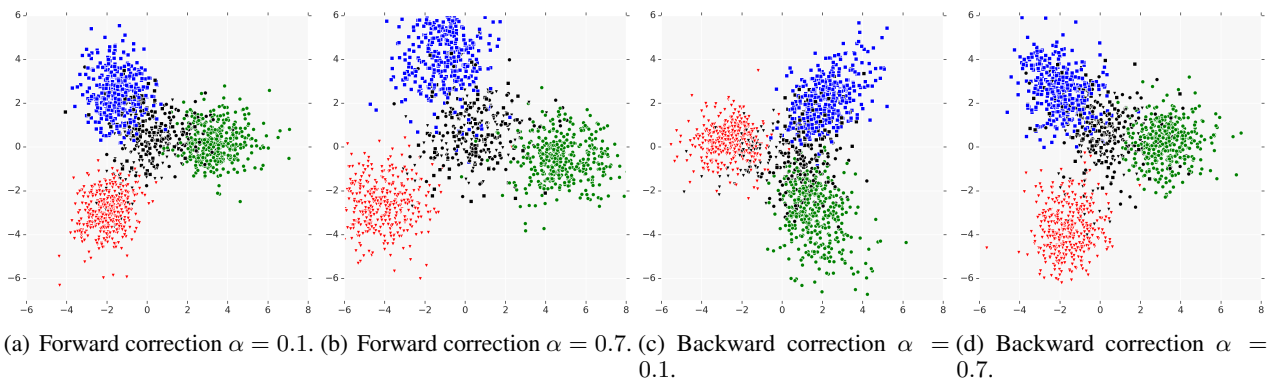 6 6 6 6
4 4 4 4
2 2 2 2
0 0 0 0
−2 −2 −2 −2
−4 −4 −4 −4
−6 −6 −6 −6
−6 −4 −2 0 2 4 6 8 −6 −4 −2 0 2 4 6 8 −6 −4 −2 0 2 4 6 8 −6 −4 −2 0 2 4 6 8
(a) Forward correction α = 0.1. (b) Forward correction α = 0.7. (c) Backward correction α = (d) Backward correction α =
0.1. 0.7.